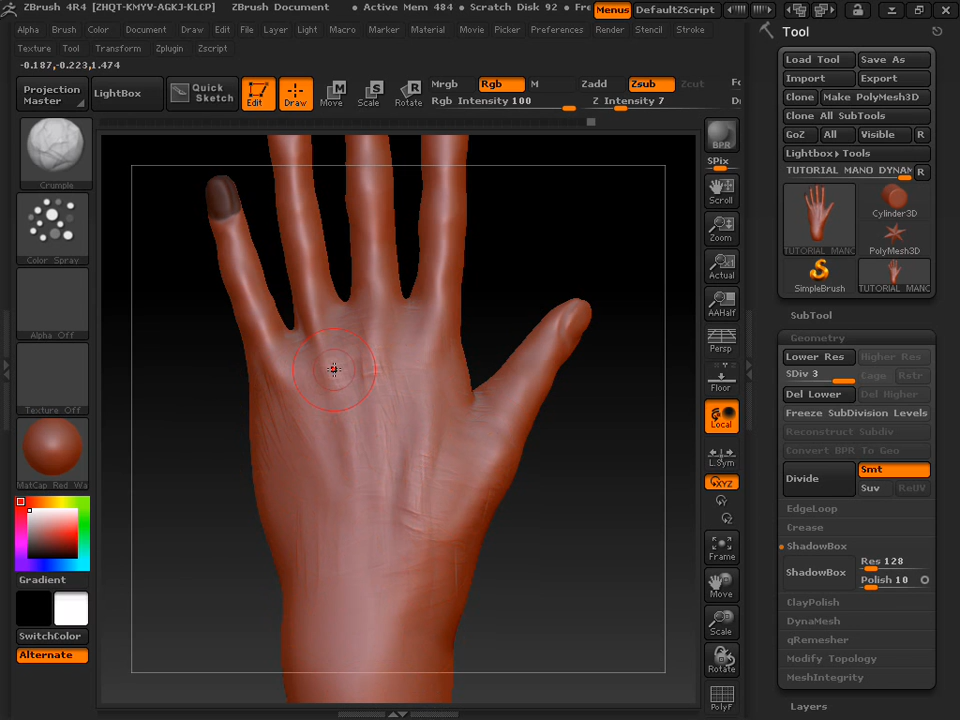 ZBrush 4R4 [ZHQT-KMYV-AGKJ-KLCP] ZBrush Document • Active Mem 484 • Scratch Disk 92 • Fre Menus DefaultZScript
Alpha Brush Color Document Draw Edit File Layer Light Macro Marker Material Movie Picker Preferences Render Stencil Stroke
Texture Tool Transform Zplugin Zscript
-0.187,-0.223,1.474
Projection Master
LightBox
Quick Sketch
Edit
Draw
Move
Scale
Rotate
Mrgb Rgb M Zadd Zsub Zcut
Rgb Intensity 100 Z Intensity 7
Crumple
Color Spray
Alpha Off
Texture Off
MatCap Red Wa
Gradient
SwitchColor
Alternate
BPR
SPix
Scroll
Zoom
Actual
AAHalf
Persp
Floor
Local
L.Sym
XYZ
Frame
Move
Scale
Rotate
PolyF
Tool
Load Tool Save As
Import Export
Clone Make PolyMesh3D
Clone All SubTools
GoZ All Visible R
Lightbox▸Tools
TUTORIAL MANO DYNAM R
TUTORIAL MANO
Cylinder3D
PolyMesh3D
SimpleBrush
TUTORIAL MANO
SubTool
Geometry
Lower Res Higher Res
SDiv 3 Cage Rstr
Del Lower Del Higher
Freeze SubDivision Levels
Reconstruct Subdiv
Convert BPR To Geo
Divide Smt
Suv ReUV
EdgeLoop
Crease
ShadowBox
ShadowBox Res 128
Polish 10
ClayPolish
DynaMesh
qRemesher
Modify Topology
MeshIntegrity
Layers